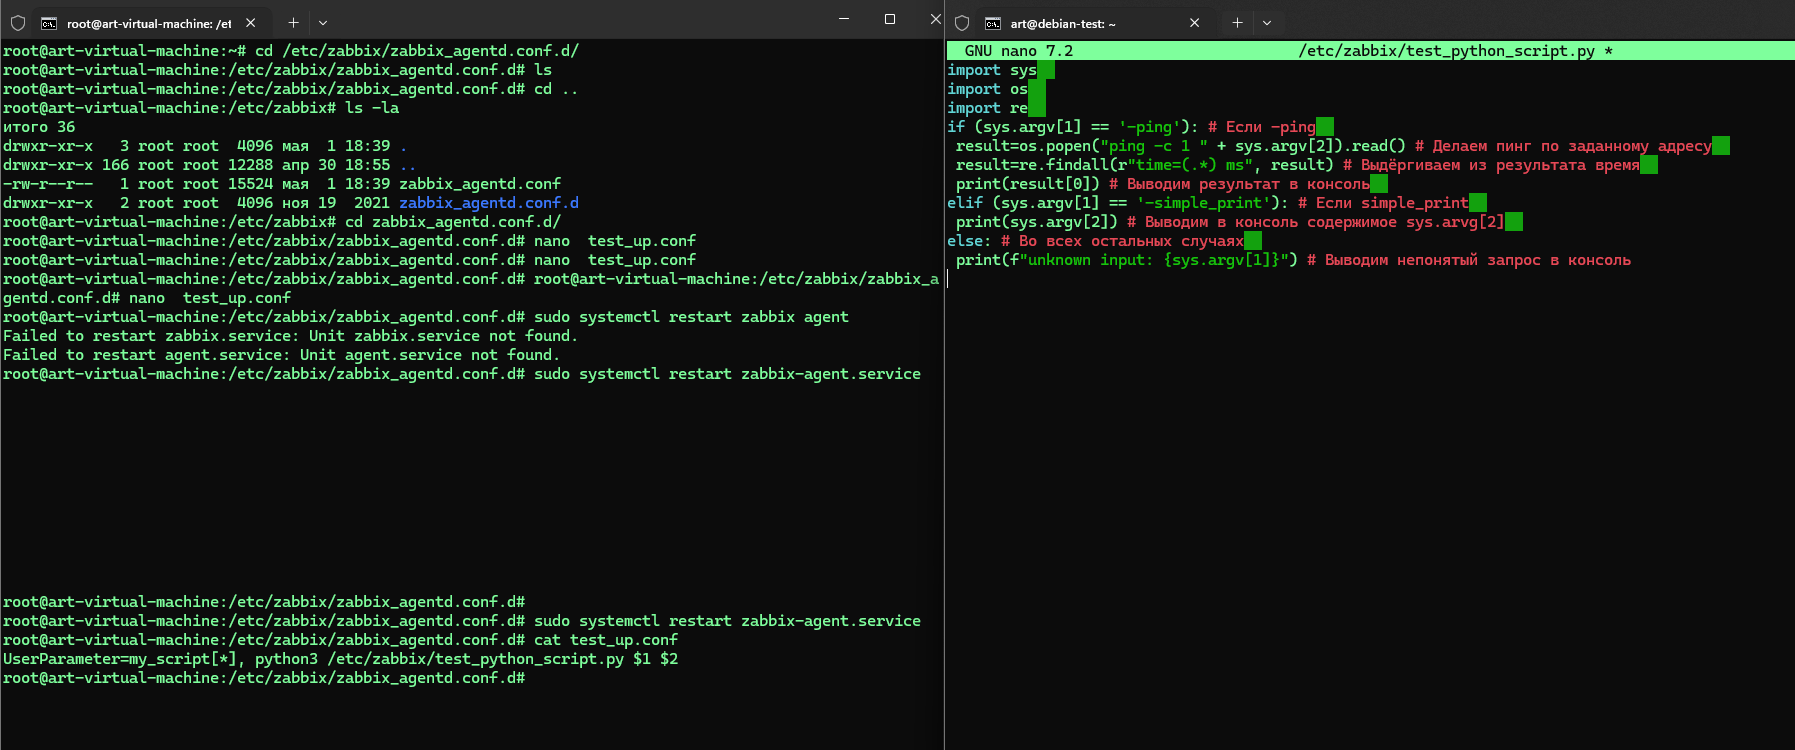 root@art-virtual-machine: /et
root@art-virtual-machine:~# cd /etc/zabbix/zabbix_agentd.conf.d/
root@art-virtual-machine:/etc/zabbix/zabbix_agentd.conf.d# ls
root@art-virtual-machine:/etc/zabbix/zabbix_agentd.conf.d# cd ..
root@art-virtual-machine:/etc/zabbix# ls -la
итого 36
drwxr-xr-x   3 root root  4096 мая  1 18:39 .
drwxr-xr-x 166 root root 12288 апр 30 18:55 ..
-rw-r--r--   1 root root 15524 мая  1 18:39 zabbix_agentd.conf
drwxr-xr-x   2 root root  4096 ноя 19  2021 zabbix_agentd.conf.d
root@art-virtual-machine:/etc/zabbix# cd zabbix_agentd.conf.d/
root@art-virtual-machine:/etc/zabbix/zabbix_agentd.conf.d# nano  test_up.conf
root@art-virtual-machine:/etc/zabbix/zabbix_agentd.conf.d# nano  test_up.conf
root@art-virtual-machine:/etc/zabbix/zabbix_agentd.conf.d# root@art-virtual-machine:/etc/zabbix/zabbix_a
gentd.conf.d# nano  test_up.conf
root@art-virtual-machine:/etc/zabbix/zabbix_agentd.conf.d# sudo systemctl restart zabbix agent
Failed to restart zabbix.service: Unit zabbix.service not found.
Failed to restart agent.service: Unit agent.service not found.
root@art-virtual-machine:/etc/zabbix/zabbix_agentd.conf.d# sudo systemctl restart zabbix-agent.service
root@art-virtual-machine:/etc/zabbix/zabbix_agentd.conf.d#
root@art-virtual-machine:/etc/zabbix/zabbix_agentd.conf.d# sudo systemctl restart zabbix-agent.service
root@art-virtual-machine:/etc/zabbix/zabbix_agentd.conf.d# cat test_up.conf
UserParameter=my_script[*], python3 /etc/zabbix/test_python_script.py $1 $2
root@art-virtual-machine:/etc/zabbix/zabbix_agentd.conf.d#
art@debian-test: ~
GNU nano 7.2 /etc/zabbix/test_python_script.py *
import sys
import os
import re
if (sys.argv[1] == '-ping'): # Если -ping
 result=os.popen("ping -c 1 " + sys.argv[2]).read() # Делаем пинг по заданному адресу
 result=re.findall(r"time=(.*) ms", result) # Выдёргиваем из результата время
 print(result[0]) # Выводим результат в консоль
elif (sys.argv[1] == '-simple_print'): # Если simple_print
 print(sys.argv[2]) # Выводим в консоль содержимое sys.arvg[2]
else: # Во всех остальных случаях
 print(f"unknown input: {sys.argv[1]}") # Выводим непонятый запрос в консоль